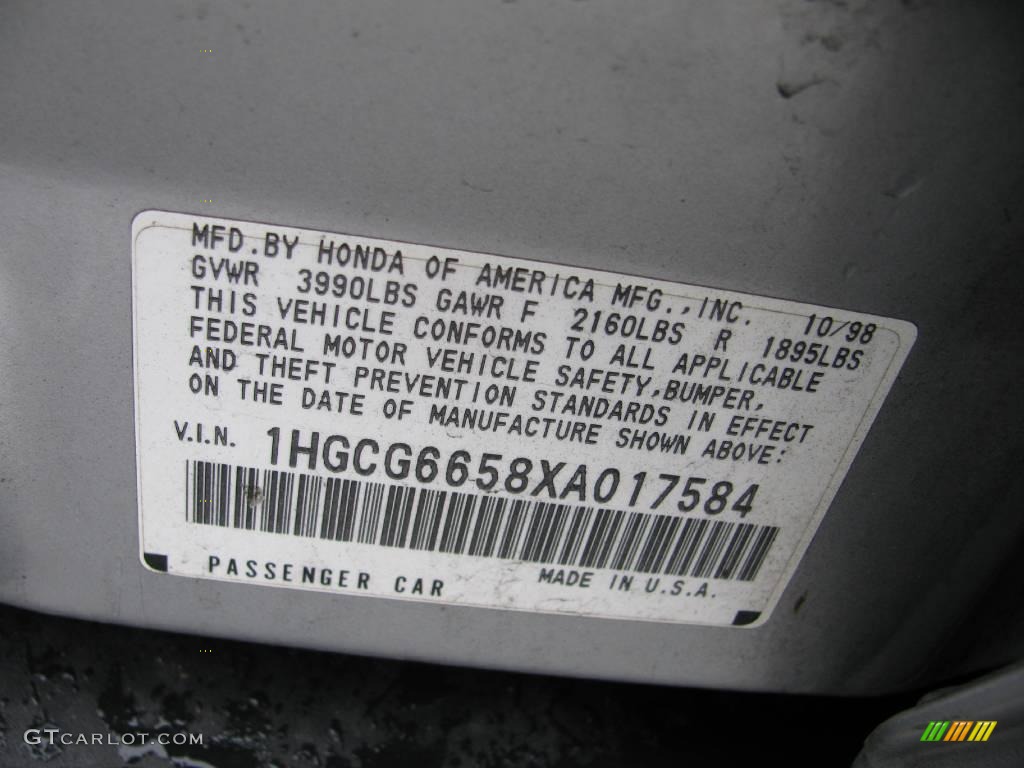 MFD.BY HONDA OF AMERICA MFG.,INC. 10/98
GVWR 3990LBS GAWR F 2160LBS R 1895LBS
THIS VEHICLE CONFORMS TO ALL APPLICABLE
FEDERAL MOTOR VEHICLE SAFETY,BUMPER,
AND THEFT PREVENTION STANDARDS IN EFFECT
ON THE DATE OF MANUFACTURE SHOWN ABOVE:
V.I.N. 1HGCG6658XA017584
PASSENGER CAR MADE IN U.S.A.
GTCARLOT.COM